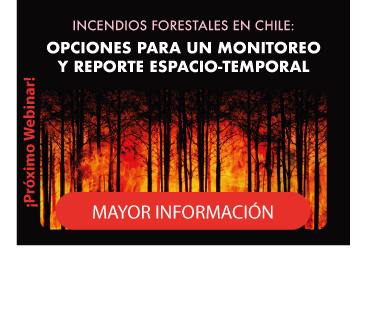 INCENDIOS FORESTALES EN CHILE:
OPCIONES PARA UN MONITOREO
Y REPORTE ESPACIO-TEMPORAL
¡Próximo Webinar!
MAYOR INFORMACIÓN